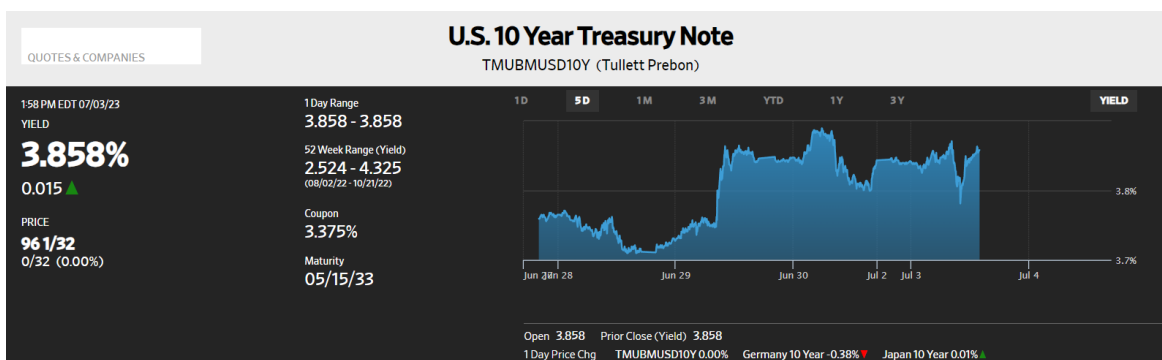 U.S. 10 Year Treasury Note
TMUBMUSD10Y (Tullett Prebon)
QUOTES & COMPANIES
1:58 PM EDT 07/03/23
YIELD
3.858%
0.015
PRICE
96 1/32
0/32 (0.00%)
1 Day Range
3.858 - 3.858
52 Week Range (Yield)
2.524 - 4.325
(08/02/22 - 10/21/22)
Coupon
3.375%
Maturity
05/15/33
1D 5D 1M 3M YTD 1Y 3Y YIELD
3.8%
3.7%
Jun 28 Jun 29 Jun 30 Jul 2 Jul 3 Jul 4
Open 3.858 Prior Close (Yield) 3.858
1 Day Price Chg TMUBMUSD10Y 0.00% Germany 10 Year -0.38% Japan 10 Year 0.01%